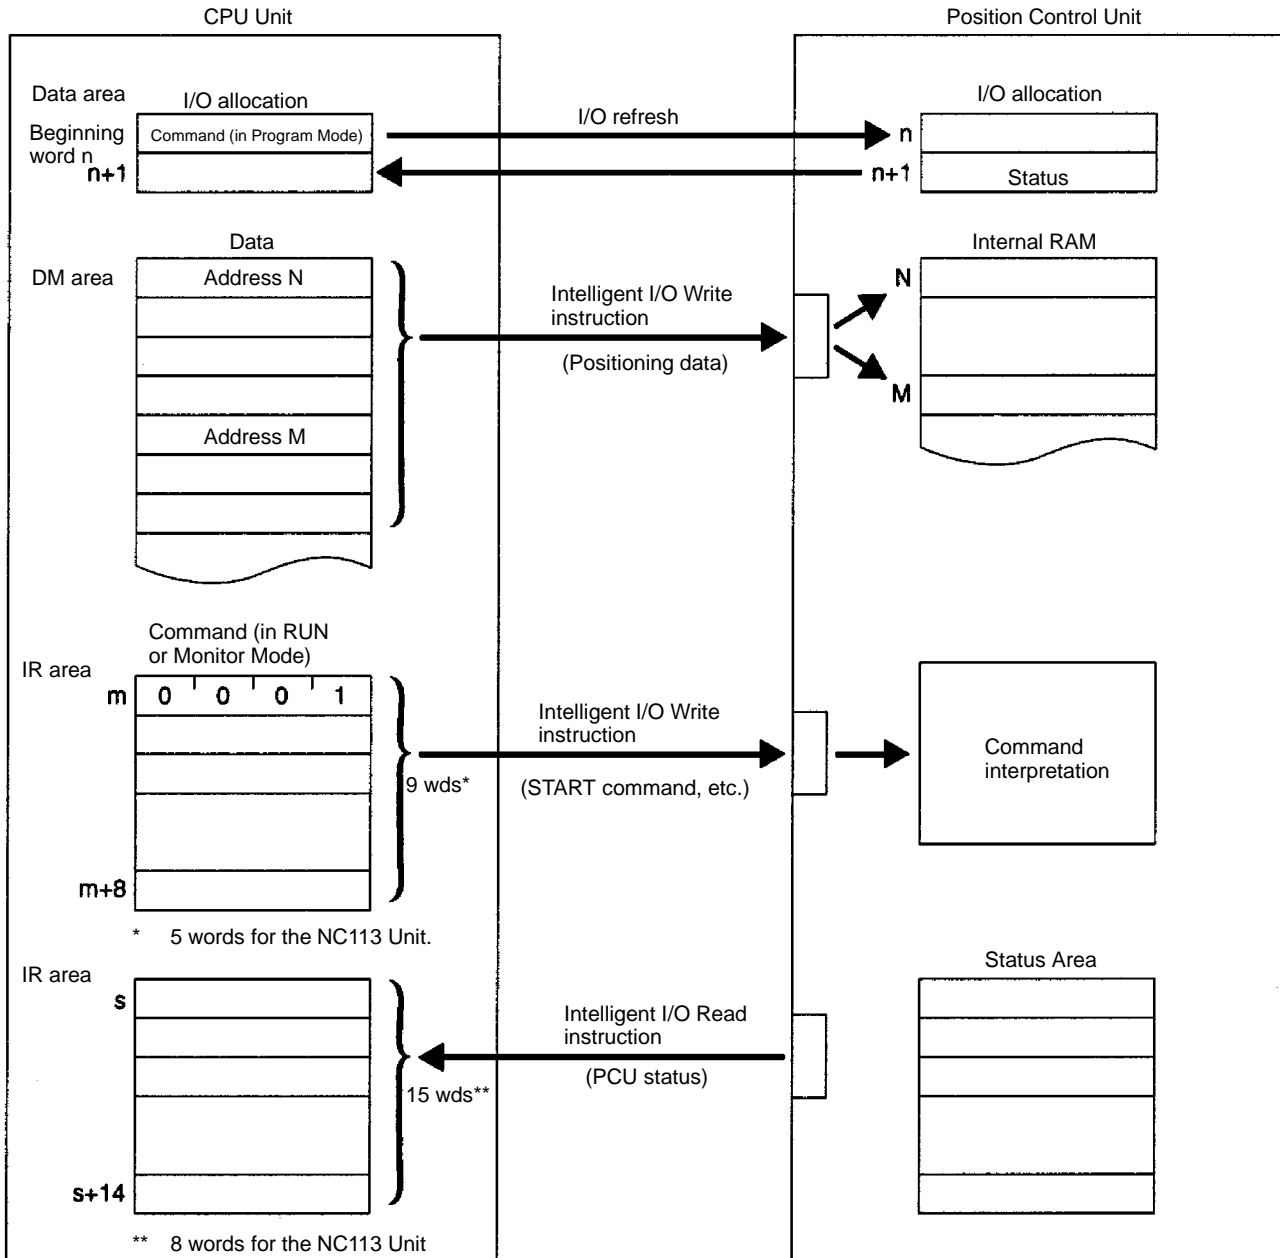 CPU Unit
Position Control Unit
Data area
I/O allocation
I/O allocation
Beginning
word n
Command (in Program Mode)
I/O refresh
n
n+1
n+1
Status
Data
Internal RAM
DM area
Address N
N
Intelligent I/O Write
instruction
(Positioning data)
M
Address M
Command (in RUN
or Monitor Mode)
IR area
m
0 0 0 1
Intelligent I/O Write
instruction
9 wds*
(START command, etc.)
Command
interpretation
m+8
* 5 words for the NC113 Unit.
IR area
Status Area
s
Intelligent I/O Read
instruction
(PCU status)
15 wds**
s+14
** 8 words for the NC113 Unit